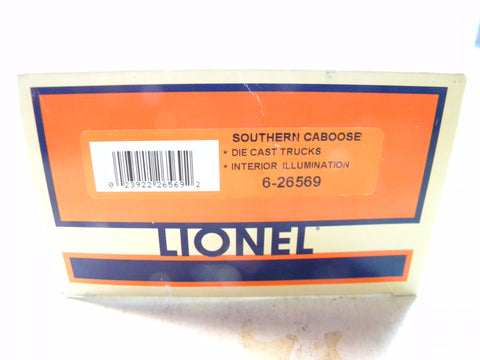 SOUTHERN CABOOSE
• DIE CAST TRUCKS
• INTERIOR ILLUMINATION
6-26569
0 23922 26569 2
LIONEL®